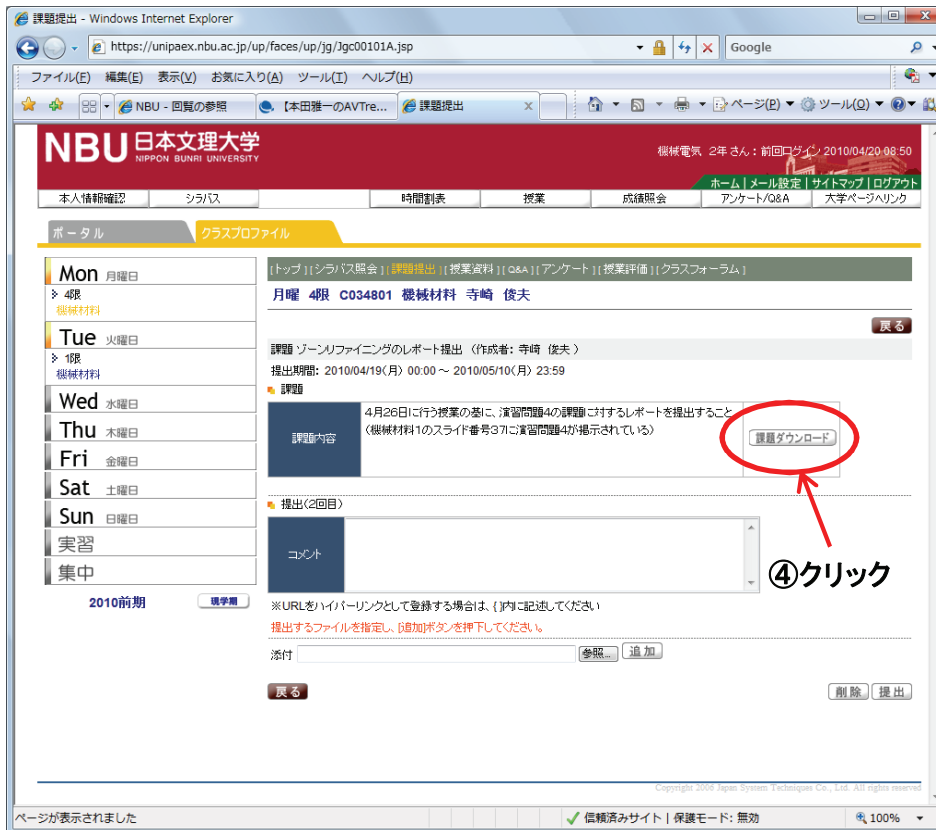 課題提出 - Windows Internet Explorer
https://unipaex.nbu.ac.jp/up/faces/up/jg/Jgc00101A.jsp
Google
ファイル(F) 編集(E) 表示(V) お気に入り(A) ツール(T) ヘルプ(H)
NBU - 回覧の参照 【本田雅一のAVTre... 課題提出 x ページ(P) ツール(O)
NBU 日本文理大学
NIPPON BUNRI UNIVERSITY
機械電気 2年 さん : 前回ログイン 2010/04/20 08:50
ホーム | メール設定 | サイトマップ | ログアウト
本人情報確認 シラバス 時間割表 授業 成績照会 アンケート/Q&A 大学ページへリンク
ポータル クラスプロファイル
Mon 月曜日
4限
機械材料
Tue 火曜日
1限
機械材料
Wed 水曜日
Thu 木曜日
Fri 金曜日
Sat 土曜日
Sun 日曜日
実習
集中
2010前期 現学期
[トップ][シラバス照会][課題提出][授業資料][Q&A][アンケート][授業評価][クラスフォーラム]
月曜 4限 C034801 機械材料 寺崎 俊夫
戻る
課題 ゾーンリファイニングのレポート提出 (作成者: 寺崎 俊夫 )
提出期間: 2010/04/19(月) 00:00 ~ 2010/05/10(月) 23:59
課題
課題内容
4月26日に行う授業の基に、演習問題4の課題に対するレポートを提出すること
(機械材料1のスライド番号37に演習問題4が掲示されている)
課題ダウンロード
提出(2回目)
コメント
④クリック
※URLをハイパーリンクとして登録する場合は、{ }内に記述してください
提出するファイルを指定し、[追加]ボタンを押下してください。
添付 参照... 追加
戻る 削除 提出
Copyright 2006 Japan System Techniques Co., Ltd. All rights reserved
ページが表示されました 信頼済みサイト | 保護モード: 無効 100%